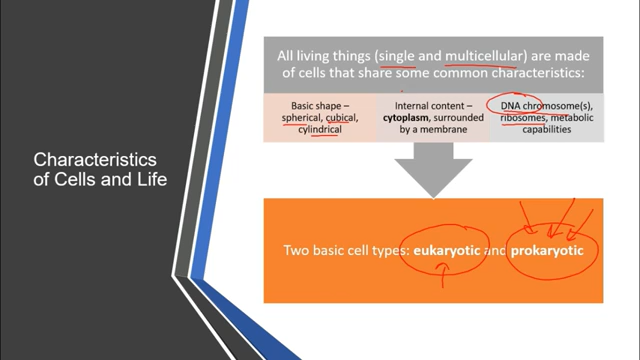 Characteristics
of Cells and Life
All living things (single and multicellular) are made
of cells that share some common characteristics:
Basic shape –
spherical, cubical,
cylindrical
Internal content –
cytoplasm, surrounded
by a membrane
DNA chromosome(s),
ribosomes, metabolic
capabilities
Two basic cell types: eukaryotic and prokaryotic